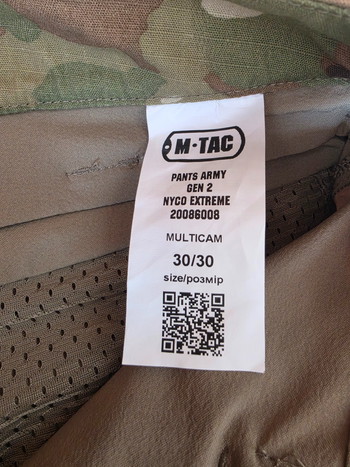 M·TAC
PANTS ARMY
GEN 2
NYCO EXTREME
20086008
MULTICAM
30/30
size/розмір